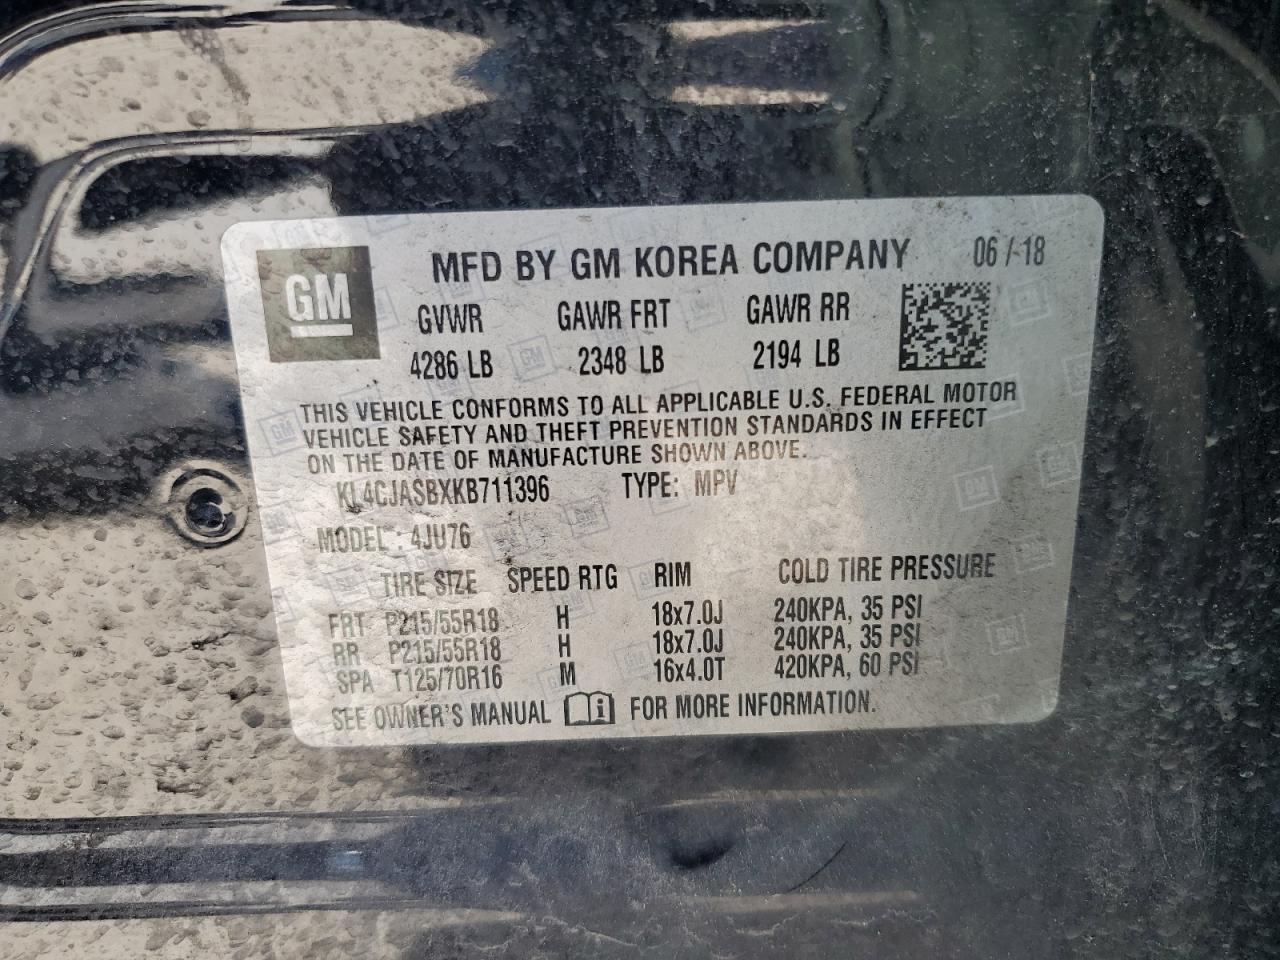 GM
MFD BY GM KOREA COMPANY 06 / 18
GVWR GAWR FRT GAWR RR
4286 LB 2348 LB 2194 LB
THIS VEHICLE CONFORMS TO ALL APPLICABLE U.S. FEDERAL MOTOR
VEHICLE SAFETY AND THEFT PREVENTION STANDARDS IN EFFECT
ON THE DATE OF MANUFACTURE SHOWN ABOVE.
KL4CJASBXKB711396 TYPE: MPV
MODEL : 4JU76
TIRE SIZE SPEED RTG RIM COLD TIRE PRESSURE
FRT P215/55R18 H 18x7.0J 240KPA, 35 PSI
RR P215/55R18 H 18x7.0J 240KPA, 35 PSI
SPA T125/70R16 M 16x4.0T 420KPA, 60 PSI
SEE OWNER'S MANUAL FOR MORE INFORMATION.